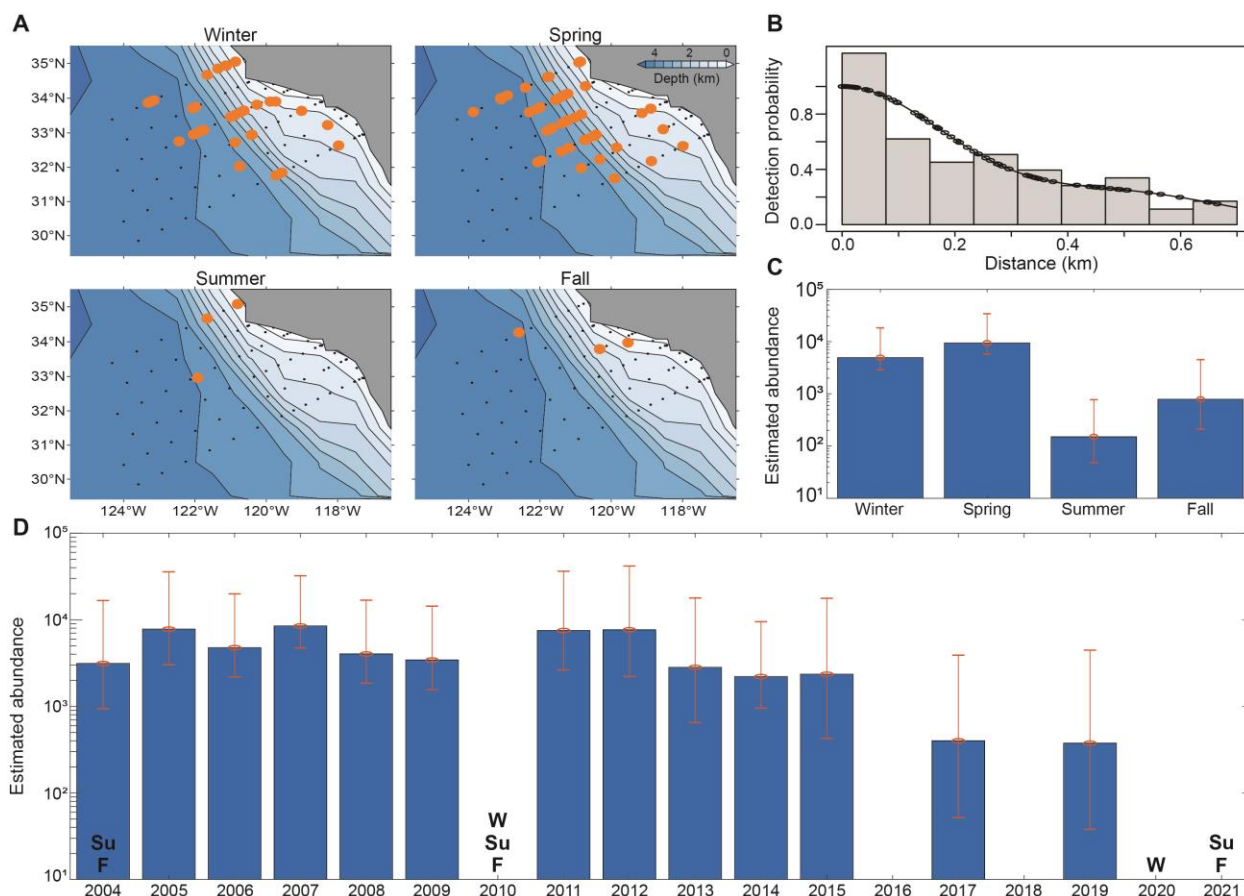 A
Winter
Spring
35°N
34°N
33°N
32°N
31°N
30°N
4 2 0
Depth (km)
Summer
Fall
35°N
34°N
33°N
32°N
31°N
30°N
124°W 122°W 120°W 118°W
124°W 122°W 120°W 118°W
B
Detection probability
0.8
0.4
0.0
0.0 0.2 0.4 0.6
Distance (km)
C
Estimated abundance
10⁵
10⁴
10³
10²
10¹
Winter Spring Summer Fall
D
Estimated abundance
10⁵
10⁴
10³
10²
10¹
Su
F
W
Su
F
W
Su
F
2004 2005 2006 2007 2008 2009 2010 2011 2012 2013 2014 2015 2016 2017 2018 2019 2020 2021